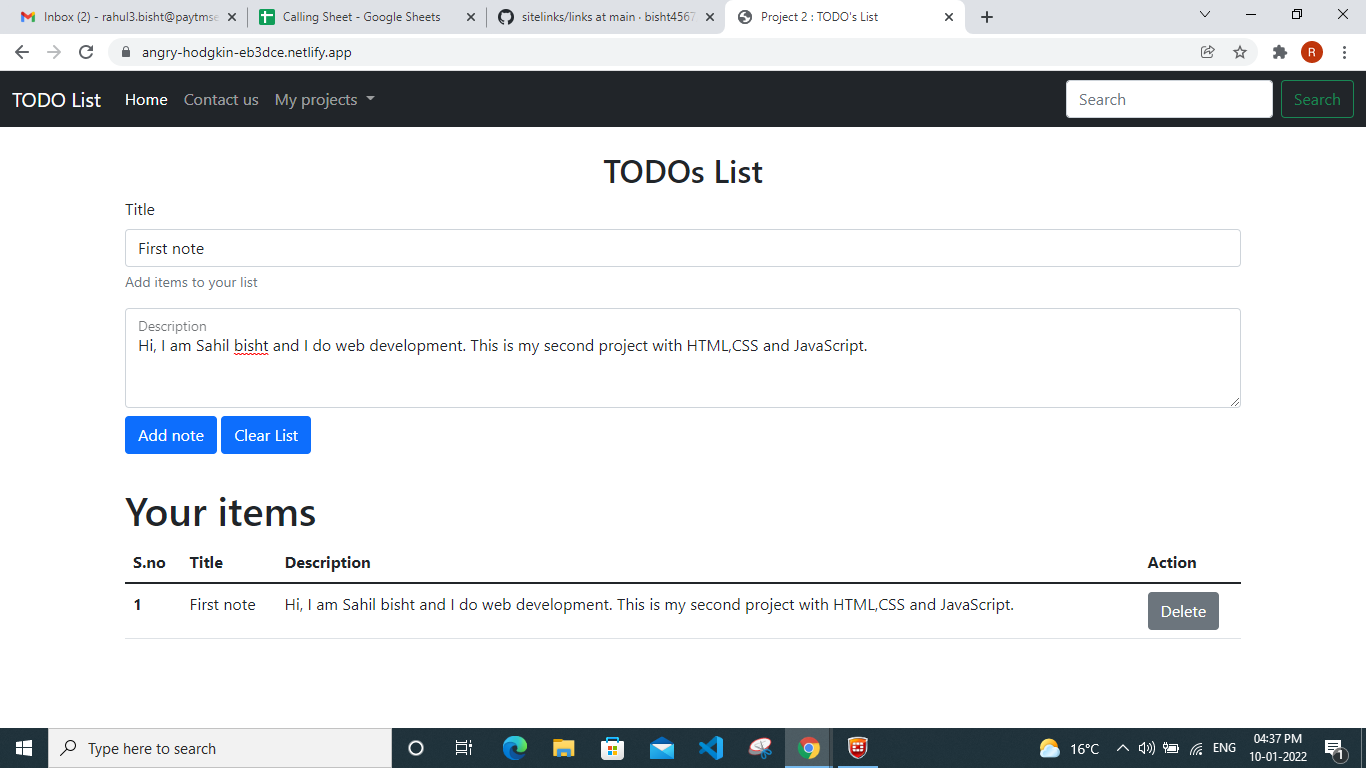 Inbox (2) - rahul3.bisht@paytmse
Calling Sheet - Google Sheets
sitelinks/links at main · bisht4567
Project 2 : TODO's List
angry-hodgkin-eb3dce.netlify.app
R
TODO List Home Contact us My projects Search Search
TODOs List
Title
First note
Add items to your list
Description
Hi, I am Sahil bisht and I do web development. This is my second project with HTML,CSS and JavaScript.
Add note Clear List
Your items
S.no Title Description Action
1 First note Hi, I am Sahil bisht and I do web development. This is my second project with HTML,CSS and JavaScript. Delete
Type here to search
16°C
ENG
04:37 PM
10-01-2022
1